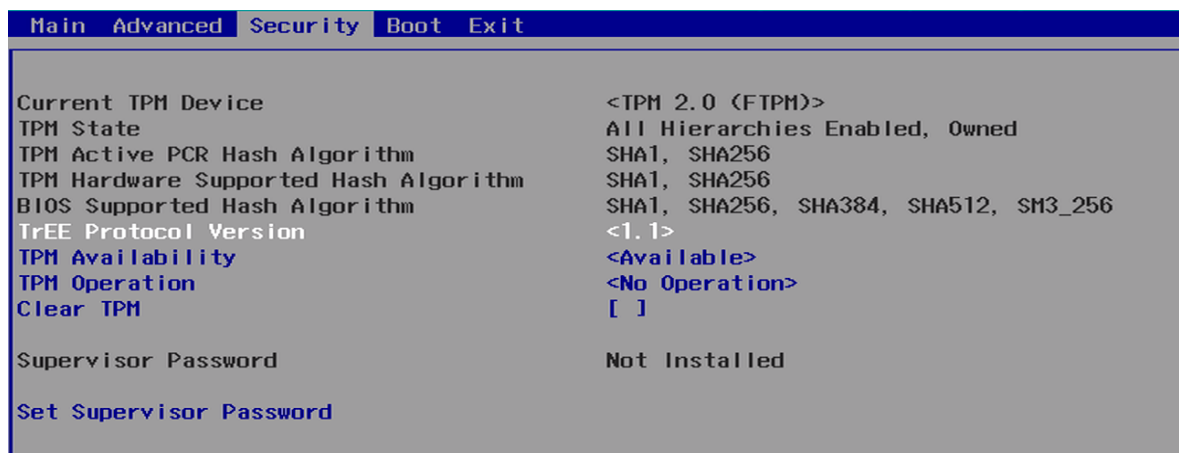 Main Advanced Security Boot Exit
Current TPM Device <TPM 2.0 (FTPM)>
TPM State All Hierarchies Enabled, Owned
TPM Active PCR Hash Algorithm SHA1, SHA256
TPM Hardware Supported Hash Algorithm SHA1, SHA256
BIOS Supported Hash Algorithm SHA1, SHA256, SHA384, SHA512, SM3_256
TrEE Protocol Version <1.1>
TPM Availability <Available>
TPM Operation <No Operation>
Clear TPM [ ]
Supervisor Password Not Installed
Set Supervisor Password